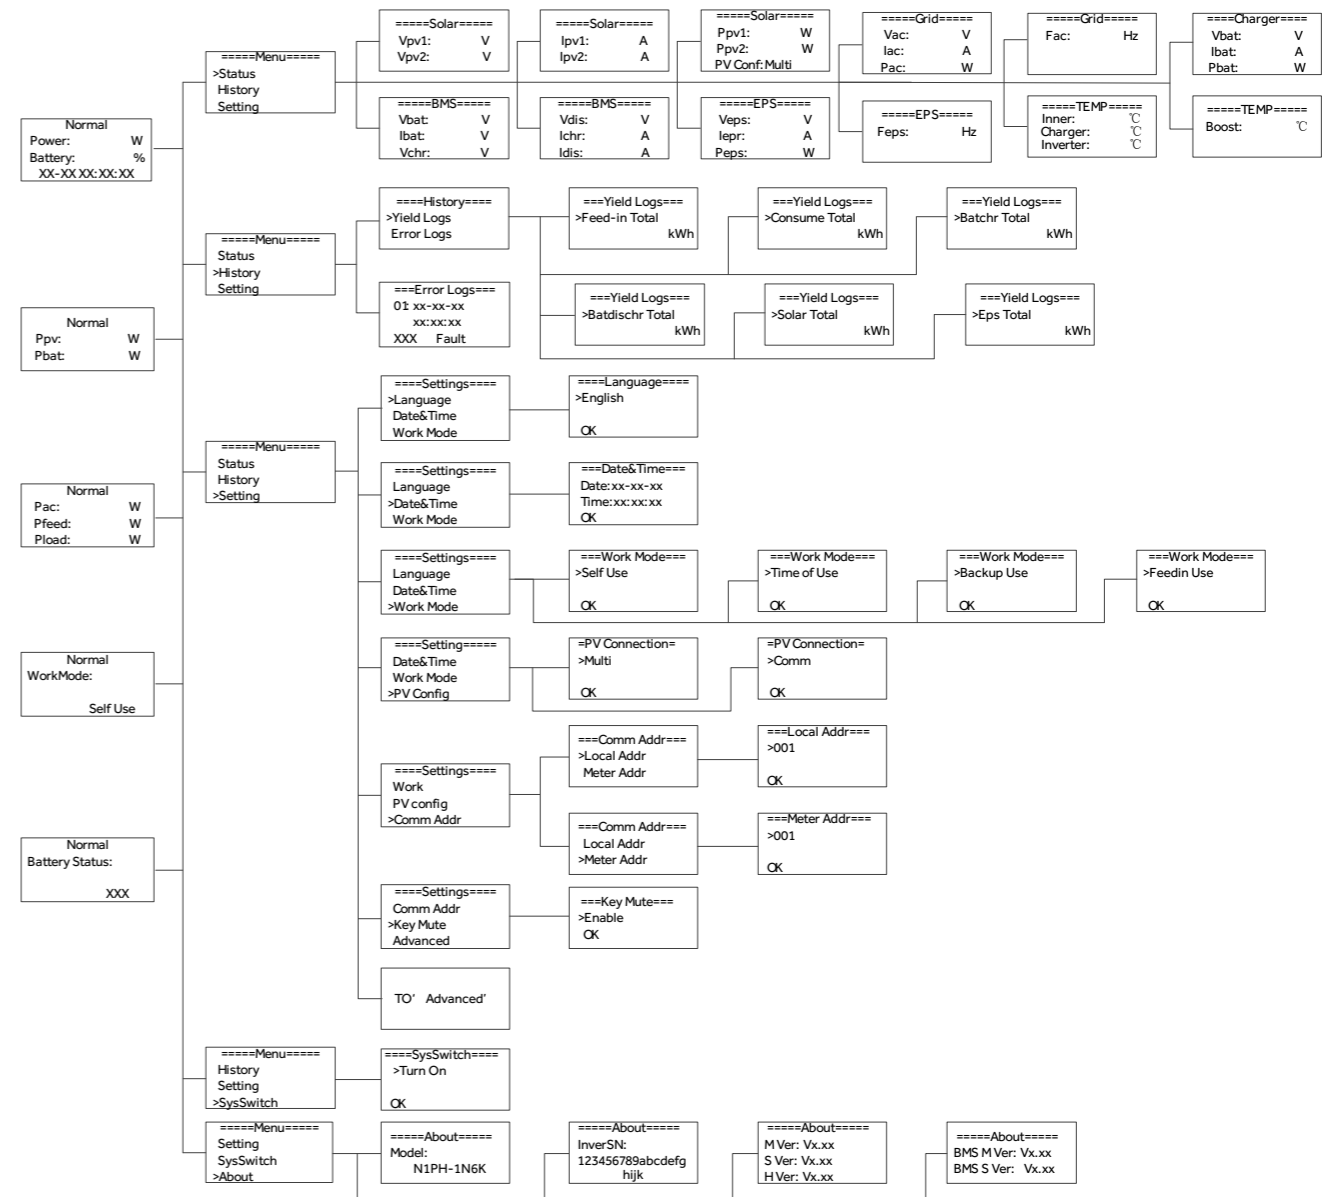 Normal
Power: W
Battery: %
XX-XX XX:XX:XX
Normal
Ppv: W
Pbat: W
Normal
Pac: W
Pfeed: W
Pload: W
Normal
WorkMode:
Self Use
Normal
Battery Status:
XXX
=====Menu=====
>Status
History
Setting
=====Solar=====
Vpv1: V
Vpv2: V
=====Solar=====
Ipv1: A
Ipv2: A
=====Solar=====
Ppv1: W
Ppv2: W
PV Conf:Multi
=====Grid=====
Vac: V
Iac: A
Pac: W
=====Grid=====
Fac: Hz
====Charger====
Vbat: V
Ibat: A
Pbat: W
=====BMS=====
Vbat: V
Ibat: V
Vchr: V
=====BMS=====
Vdis: V
Ichr: A
Idis: A
=====EPS=====
Veps: V
Iepr: A
Peps: W
=====EPS=====
Feps: Hz
=====TEMP=====
Inner: ℃
Charger: ℃
Inverter: ℃
=====TEMP=====
Boost: ℃
=====Menu=====
Status
>History
Setting
====History====
>Yield Logs
Error Logs
===Yield Logs===
>Feed-in Total
kWh
===Yield Logs===
>Consume Total
kWh
===Yield Logs===
>Batchr Total
kWh
===Error Logs===
01: xx-xx-xx
xx:xx:xx
XXX Fault
===Yield Logs===
>Batdischr Total
kWh
===Yield Logs===
>Solar Total
kWh
===Yield Logs===
>Eps Total
kWh
=====Menu=====
Status
History
>Setting
====Settings====
>Language
Date&Time
Work Mode
====Language====
>English
OK
====Settings====
Language
>Date&Time
Work Mode
===Date&Time===
Date:xx-xx-xx
Time:xx:xx:xx
OK
====Settings====
Language
Date&Time
>Work Mode
===Work Mode===
>Self Use
OK
===Work Mode===
>Time of Use
OK
===Work Mode===
>Backup Use
OK
===Work Mode===
>Feedin Use
OK
====Setting=====
Date&Time
Work Mode
>PV Config
=PV Connection=
>Multi
OK
=PV Connection=
>Comm
OK
====Settings====
Work
PV config
>Comm Addr
===Comm Addr===
>Local Addr
Meter Addr
===Local Addr===
>001
OK
===Comm Addr===
Local Addr
>Meter Addr
===Meter Addr===
>001
OK
====Settings====
Comm Addr
>Key Mute
Advanced
===Key Mute===
>Enable
OK
TO' Advanced'
=====Menu=====
History
Setting
>SysSwitch
====SysSwitch====
>Turn On
OK
=====Menu=====
Setting
SysSwitch
>About
=====About=====
Model:
N1PH-1N6K
=====About=====
InverSN:
123456789abcdefg
hijk
=====About=====
M Ver: Vx.xx
S Ver: Vx.xx
H Ver: Vx.xx
=====About=====
BMS M Ver: Vx.xx
BMS S Ver: Vx.xx